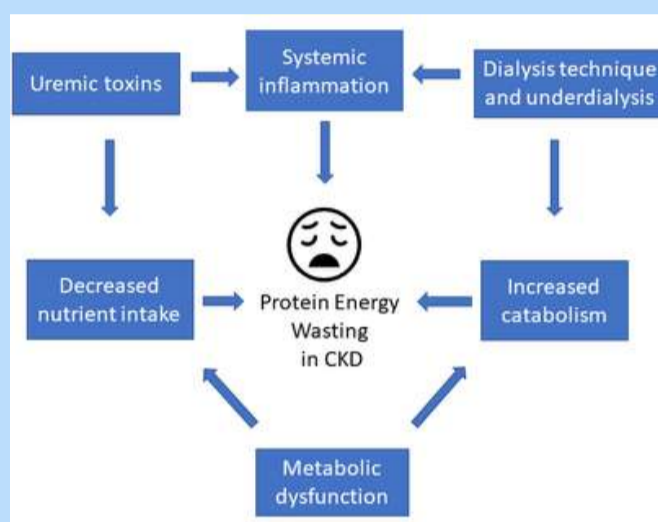 Uremic toxins
Systemic
inflammation
Dialysis technique
and underdialysis
Decreased
nutrient intake
Protein Energy
Wasting
in CKD
Increased
catabolism
Metabolic
dysfunction